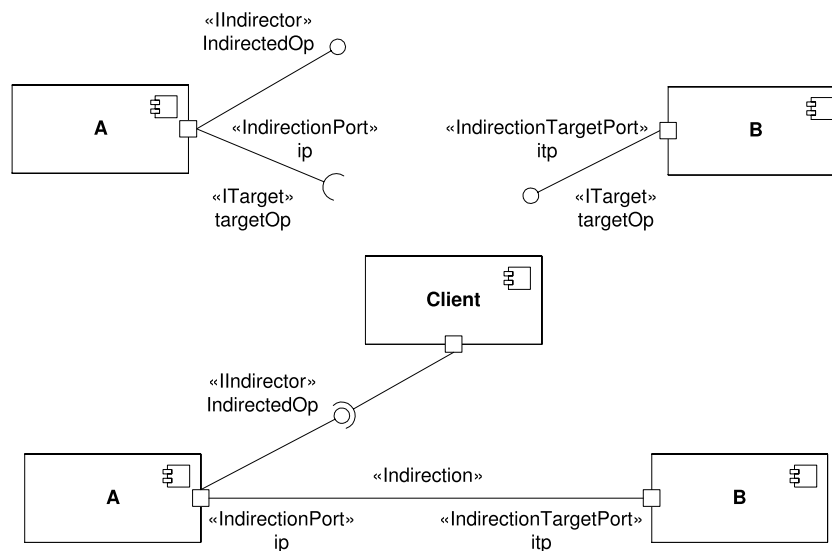 «IIndirector»
IndirectedOp
A
«IndirectionPort»
ip
«ITarget»
targetOp
«IndirectionTargetPort»
itp
B
«ITarget»
targetOp
Client
«IIndirector»
IndirectedOp
A
«Indirection»
B
«IndirectionPort»
ip
«IndirectionTargetPort»
itp